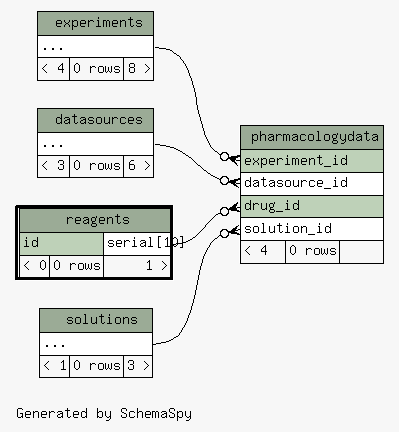 experiments
...
< 4 0 rows 8 >
datasources
...
< 3 0 rows 6 >
pharmacologydata
experiment_id
datasource_id
drug_id
solution_id
< 4 0 rows
reagents
id serial[10]
< 0 0 rows 1 >
solutions
...
< 1 0 rows 3 >
Generated by SchemaSpy